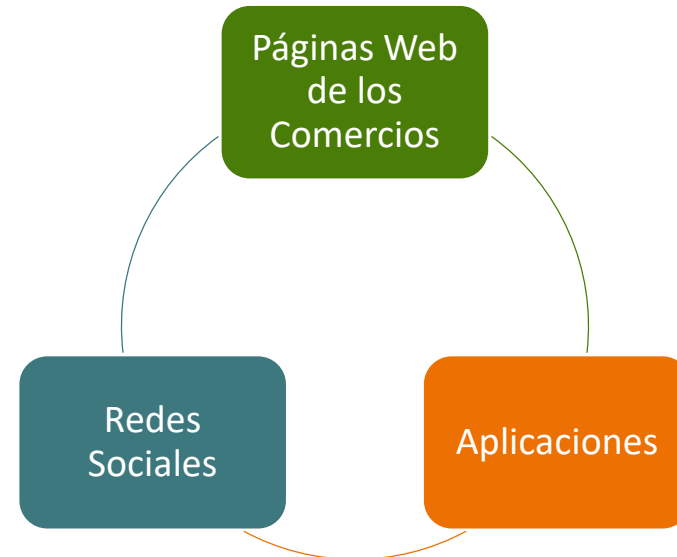 Páginas Web
de los
Comercios
Redes
Sociales
Aplicaciones